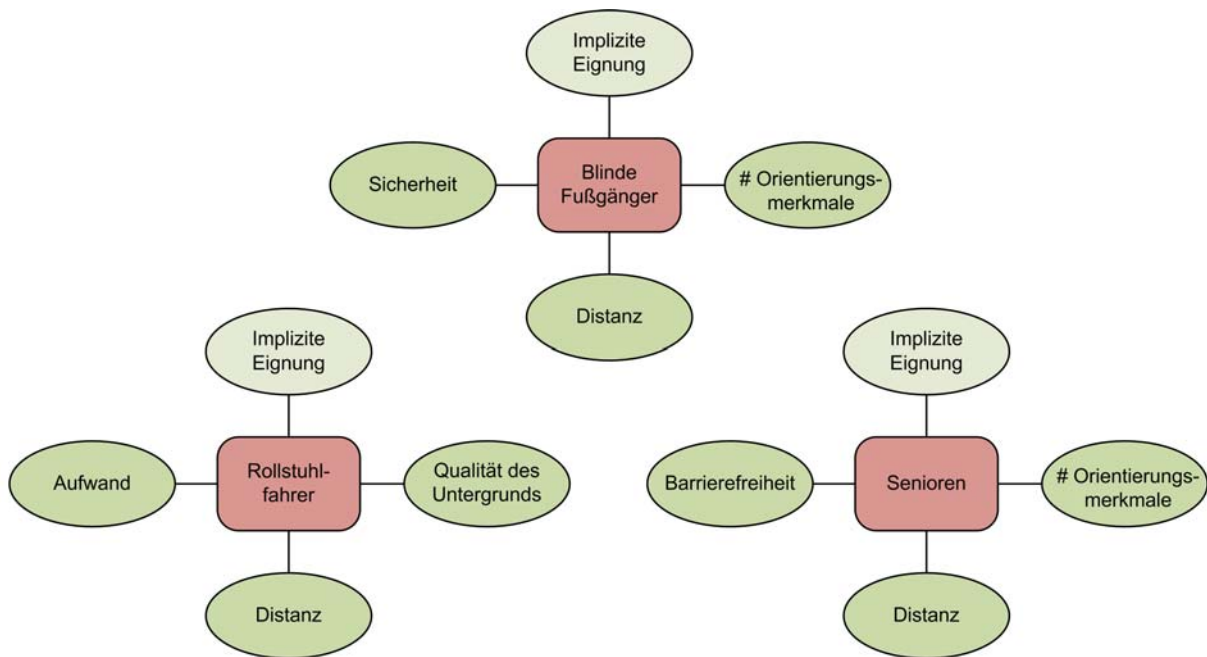 Implizite
Eignung
Sicherheit
Blinde
Fußgänger
# Orientierungs-
merkmale
Distanz
Implizite
Eignung
Aufwand
Rollstuhl-
fahrer
Qualität des
Untergrunds
Distanz
Implizite
Eignung
Barrierefreiheit
Senioren
# Orientierungs-
merkmale
Distanz